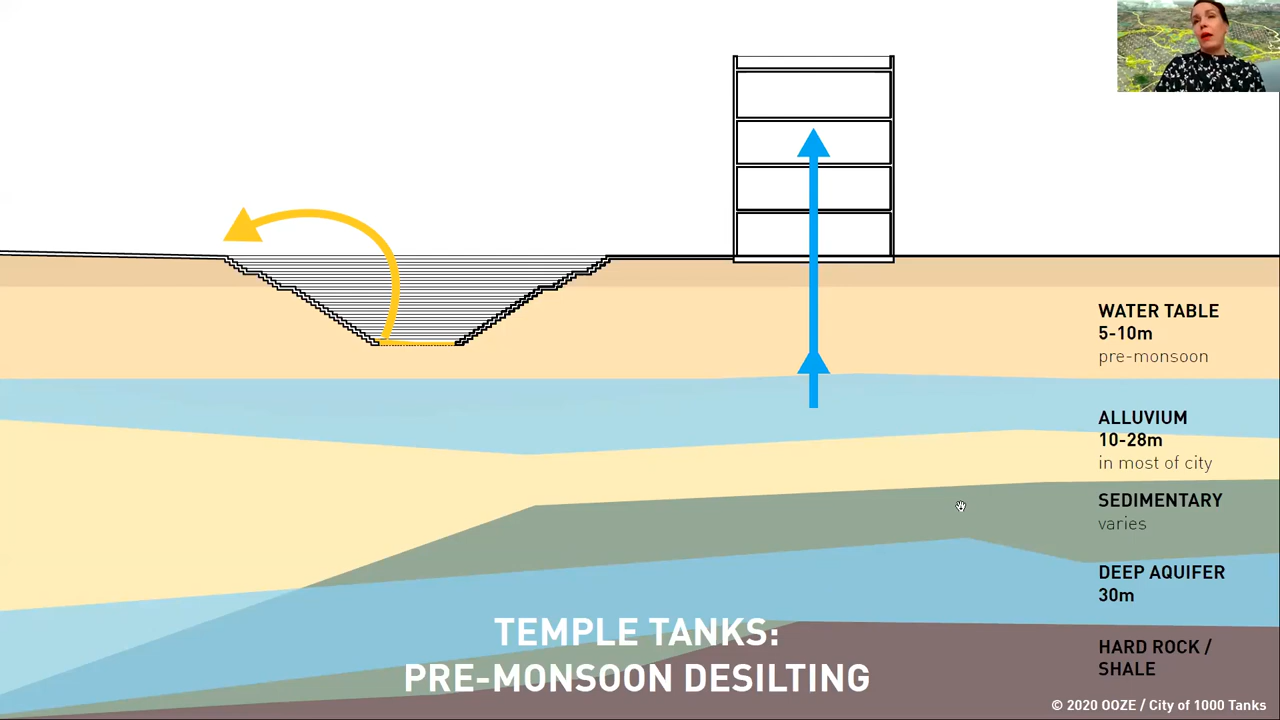 WATER TABLE
5-10m
pre-monsoon
ALLUVIUM
10-28m
in most of city
SEDIMENTARY
varies
DEEP AQUIFER
30m
HARD ROCK /
SHALE
TEMPLE TANKS:
PRE-MONSOON DESILTING
© 2020 OOZE / City of 1000 Tanks